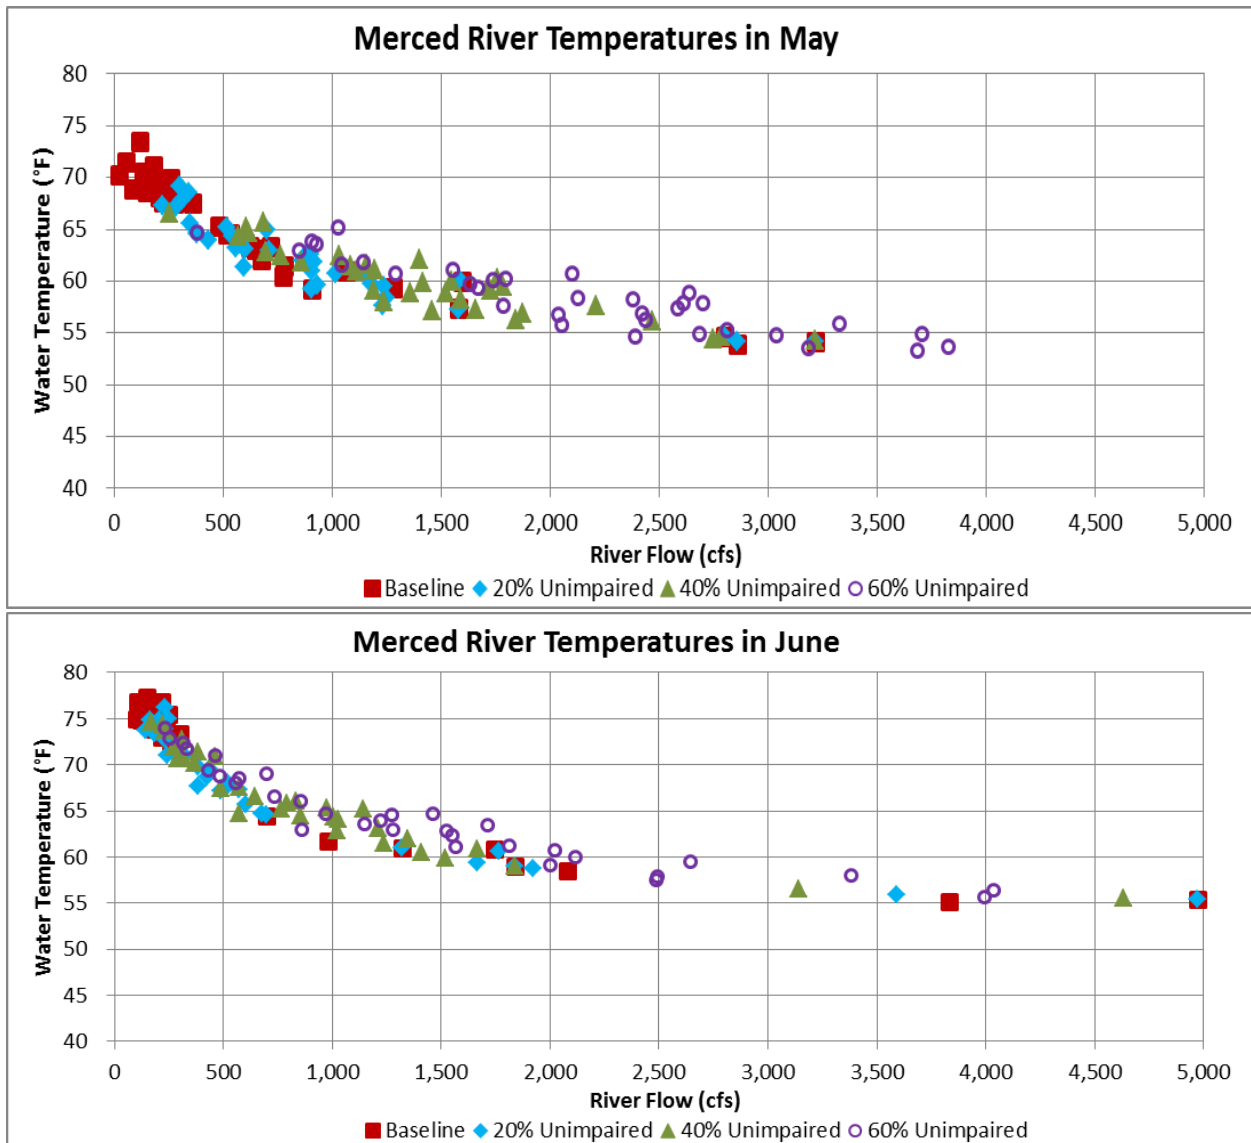 Merced River Temperatures in May
Water Temperature (°F)
80
75
70
65
60
55
50
45
40
0 500 1,000 1,500 2,000 2,500 3,000 3,500 4,000 4,500 5,000
River Flow (cfs)
Baseline 20% Unimpaired 40% Unimpaired 60% Unimpaired
Merced River Temperatures in June
Water Temperature (°F)
80
75
70
65
60
55
50
45
40
0 500 1,000 1,500 2,000 2,500 3,000 3,500 4,000 4,500 5,000
River Flow (cfs)
Baseline 20% Unimpaired 40% Unimpaired 60% Unimpaired